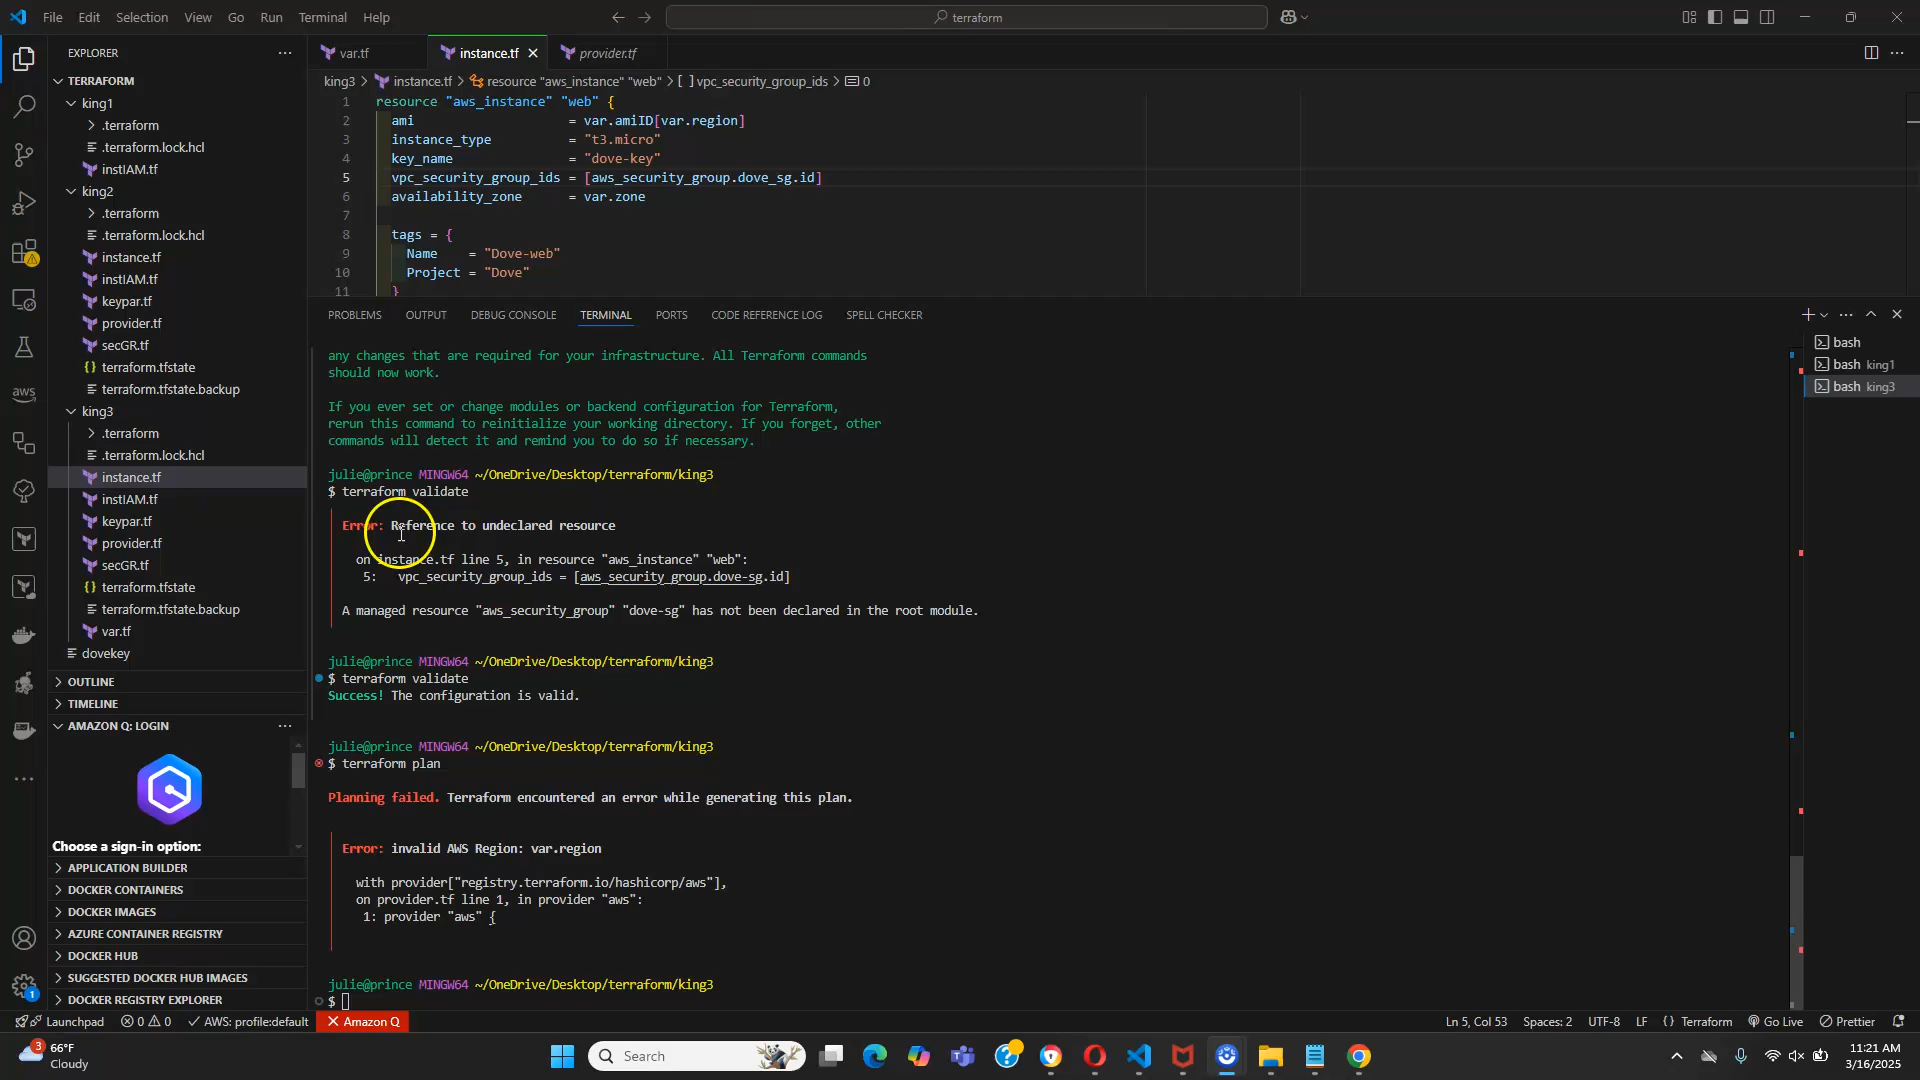 File Edit Selection View Go Run Terminal Help
terraform
EXPLORER
TERRAFORM
king1
.terraform
.terraform.lock.hcl
instIAM.tf
king2
.terraform
.terraform.lock.hcl
instance.tf
instIAM.tf
keypar.tf
provider.tf
secGR.tf
terraform.tfstate
terraform.tfstate.backup
king3
.terraform
.terraform.lock.hcl
instance.tf
instIAM.tf
keypar.tf
provider.tf
secGR.tf
terraform.tfstate
terraform.tfstate.backup
var.tf
dovekey
OUTLINE
TIMELINE
AMAZON Q: LOGIN
Choose a sign-in option:
APPLICATION BUILDER
DOCKER CONTAINERS
DOCKER IMAGES
AZURE CONTAINER REGISTRY
DOCKER HUB
SUGGESTED DOCKER HUB IMAGES
DOCKER REGISTRY EXPLORER
aws
1
var.tf instance.tf provider.tf
king3 > instance.tf > resource "aws_instance" "web" > [ ] vpc_security_group_ids > 0
1 resource "aws_instance" "web" {
2 ami = var.amiID[var.region]
3 instance_type = "t3.micro"
4 key_name = "dove-key"
5 vpc_security_group_ids = [aws_security_group.dove_sg.id]
6 availability_zone = var.zone
7
8 tags = {
9 Name = "Dove-web"
10 Project = "Dove"
11 }
PROBLEMS OUTPUT DEBUG CONSOLE TERMINAL PORTS CODE REFERENCE LOG SPELL CHECKER
bash
bash king1
bash king3
any changes that are required for your infrastructure. All Terraform commands
should now work.
If you ever set or change modules or backend configuration for Terraform,
rerun this command to reinitialize your working directory. If you forget, other
commands will detect it and remind you to do so if necessary.
julie@prince MINGW64 ~/OneDrive/Desktop/terraform/king3
$ terraform validate
Error: Reference to undeclared resource
on instance.tf line 5, in resource "aws_instance" "web":
5: vpc_security_group_ids = [aws_security_group.dove-sg.id]
A managed resource "aws_security_group" "dove-sg" has not been declared in the root module.
julie@prince MINGW64 ~/OneDrive/Desktop/terraform/king3
$ terraform validate
Success! The configuration is valid.
julie@prince MINGW64 ~/OneDrive/Desktop/terraform/king3
$ terraform plan
Planning failed. Terraform encountered an error while generating this plan.
Error: invalid AWS Region: var.region
with provider["registry.terraform.io/hashicorp/aws"],
on provider.tf line 1, in provider "aws":
1: provider "aws" {
julie@prince MINGW64 ~/OneDrive/Desktop/terraform/king3
$
Launchpad 0 0 AWS: profile:default Amazon Q Ln 5, Col 53 Spaces: 2 UTF-8 LF { } Terraform Go Live Prettier
3
66°F
Cloudy
Search
11:21 AM
3/16/2025